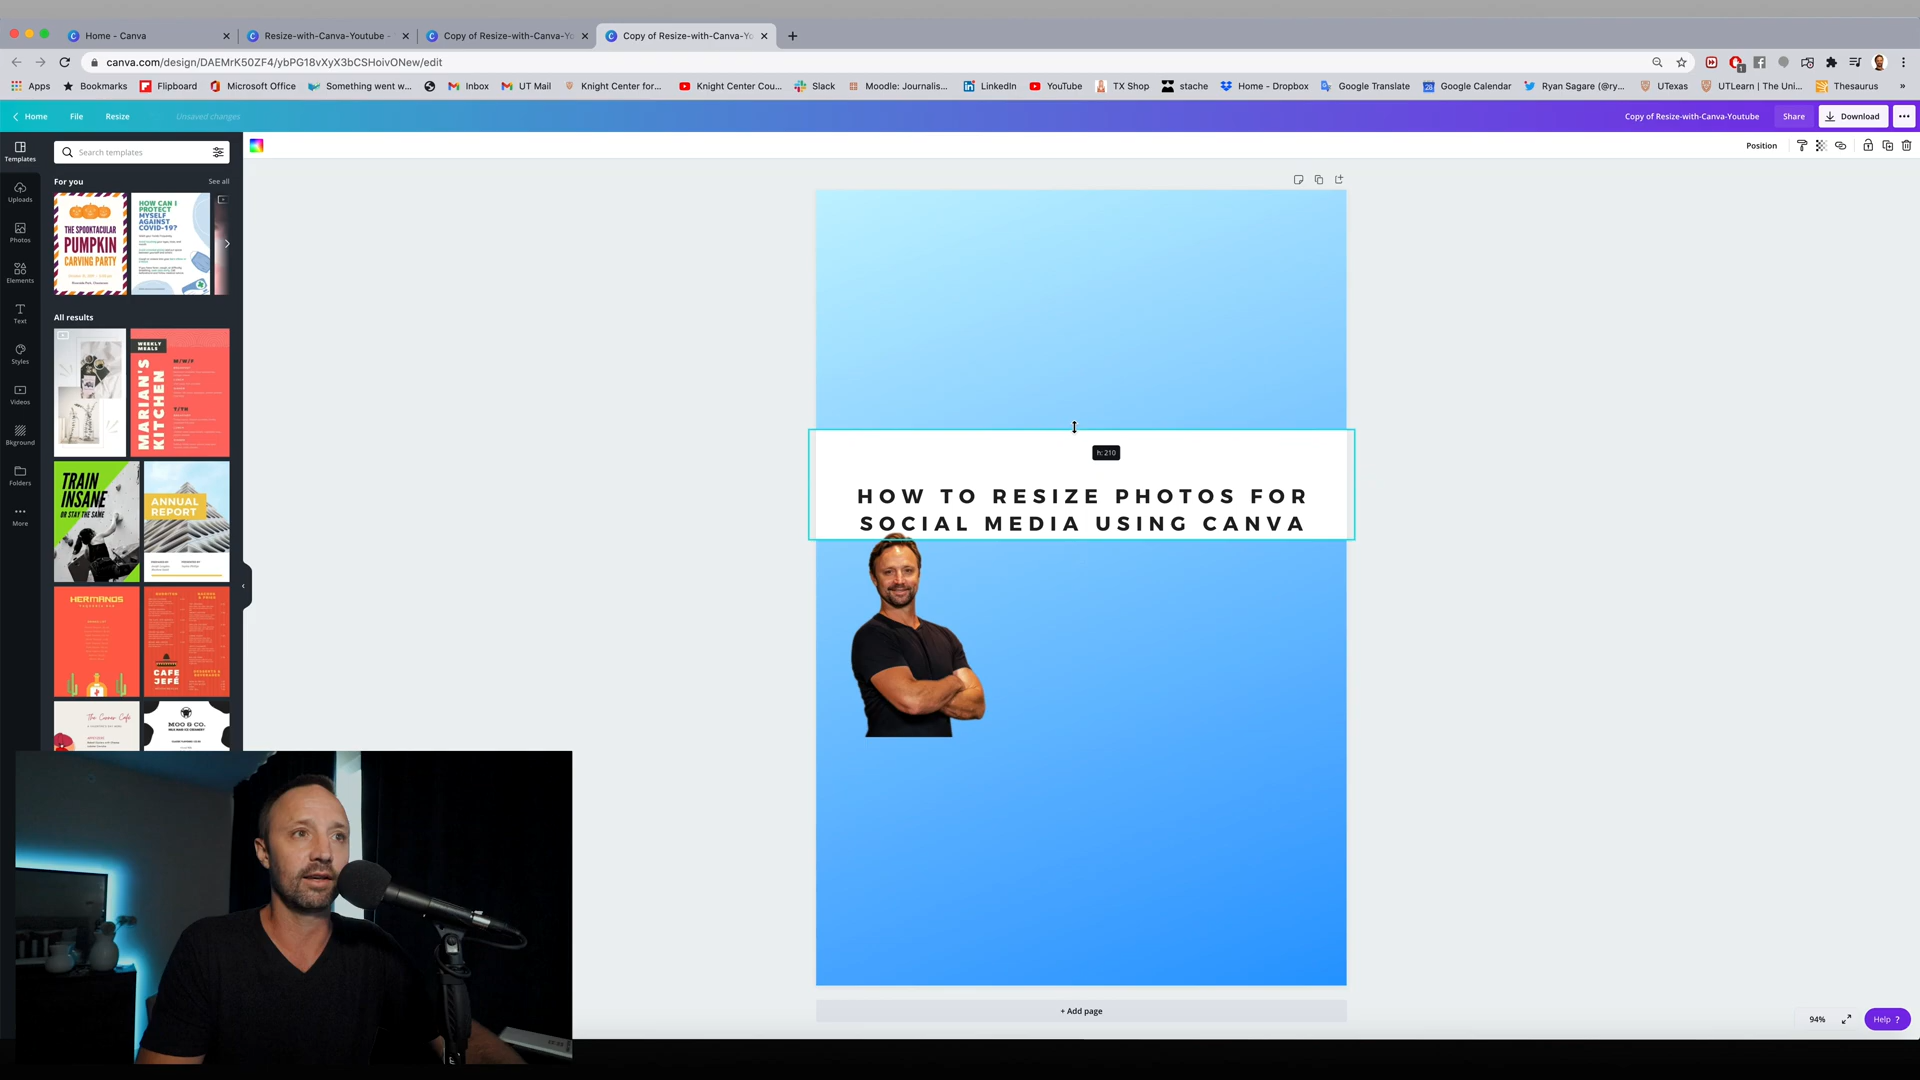 Home - Canva
Resize-with-Canva-Youtube -
Copy of Resize-with-Canva-Yo
Copy of Resize-with-Canva-Yo
canva.com/design/DAEMrK50ZF4/ybPG18vXyX3bCSHoivONew/edit
Apps
Bookmarks
Flipboard
Microsoft Office
Something went w...
Inbox
UT Mail
Knight Center for...
Knight Center Cou...
Slack
Moodle: Journalis...
LinkedIn
YouTube
TX Shop
stache
Home - Dropbox
Google Translate
Google Calendar
Ryan Sagare (@ry...
UTexas
UTLearn | The Uni...
Thesaurus
Home
File
Resize
Unsaved changes
Copy of Resize-with-Canva-Youtube
Share
Download
Templates
Uploads
Photos
Elements
Text
Styles
Videos
Bkground
Folders
More
Search templates
For you
See all
THE SPOOKTACULAR
PUMPKIN
CARVING PARTY
HOW CAN I
PROTECT
MYSELF
AGAINST
COVID-19?
All results
WEEKLY
MEALS
MARIAN'S
KITCHEN
M/W/F
T/TH
TRAIN
INSANE
OR STAY THE SAME
ANNUAL
REPORT
HERMANOS
CAFE
JEFÉ
The Corner Cafe
MOO & CO.
Position
h: 210
HOW TO RESIZE PHOTOS FOR
SOCIAL MEDIA USING CANVA
+ Add page
94%
Help ?